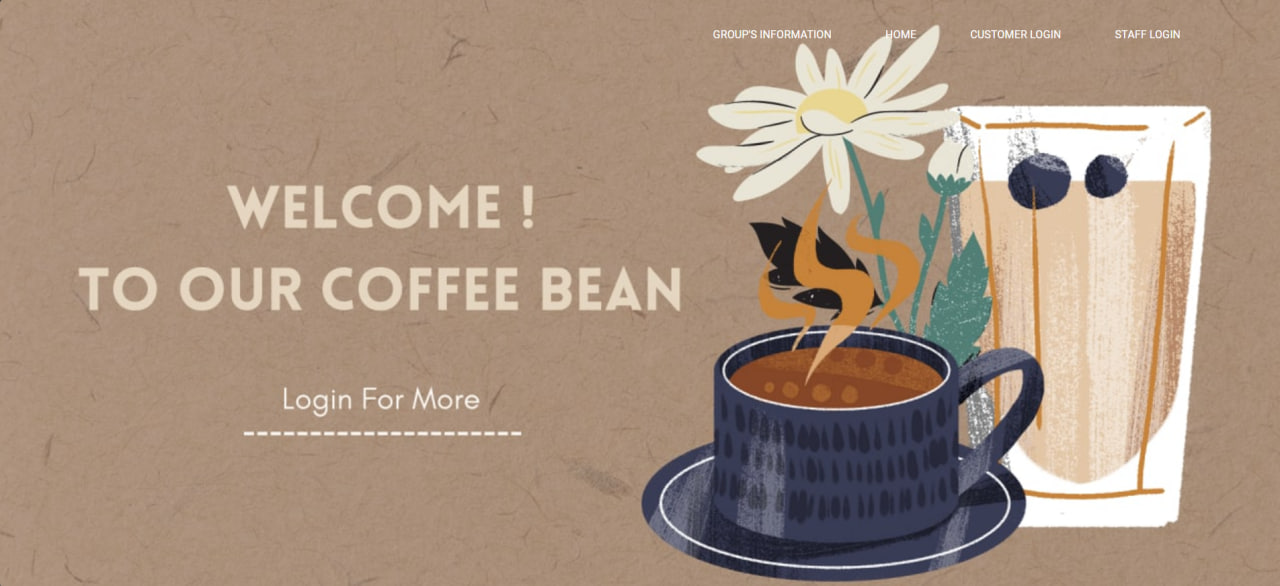 GROUP'S INFORMATION HOME CUSTOMER LOGIN STAFF LOGIN
WELCOME !
TO OUR COFFEE BEAN
Login For More